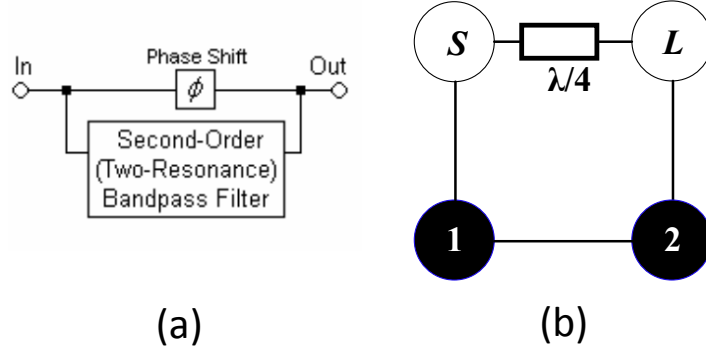 Phase Shift
In
ϕ
Out
Second-Order
(Two-Resonance)
Bandpass Filter
(a)
S
L
λ/4
1
2
(b)